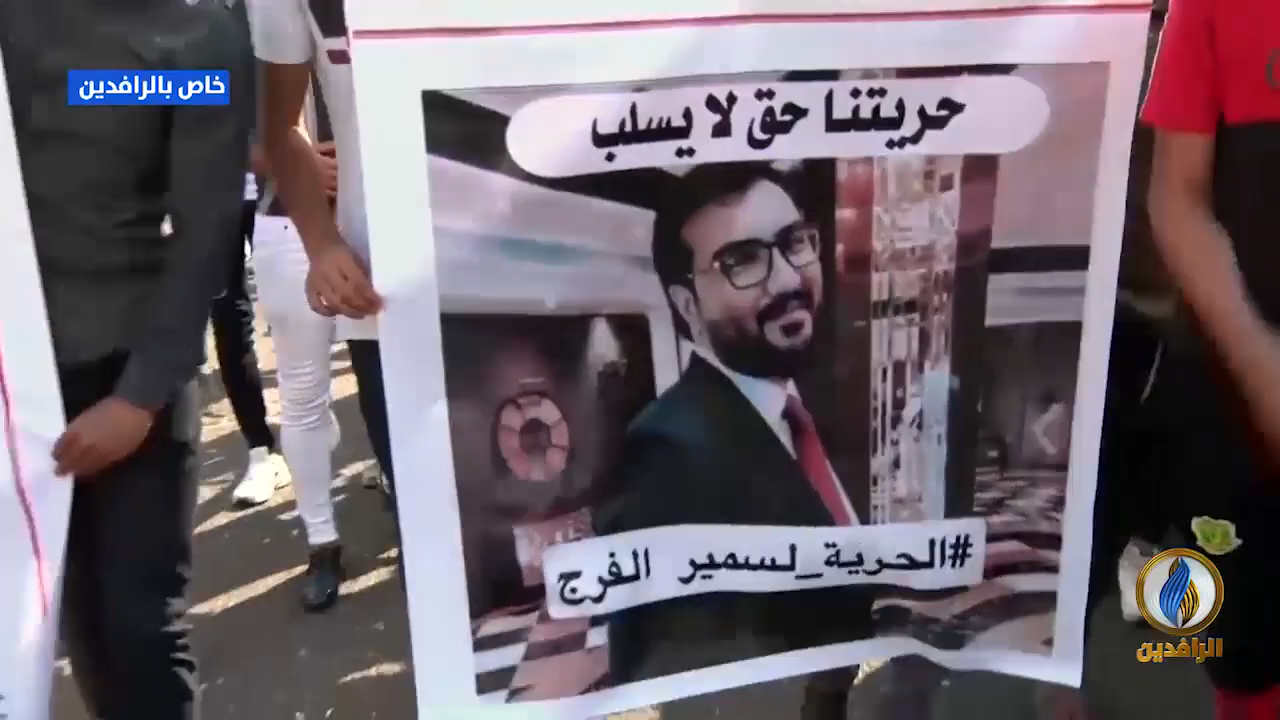 خاص بالرافدين
حريتنا حق لا يسلب
#الحرية_لسمير الفرج
الرافدين